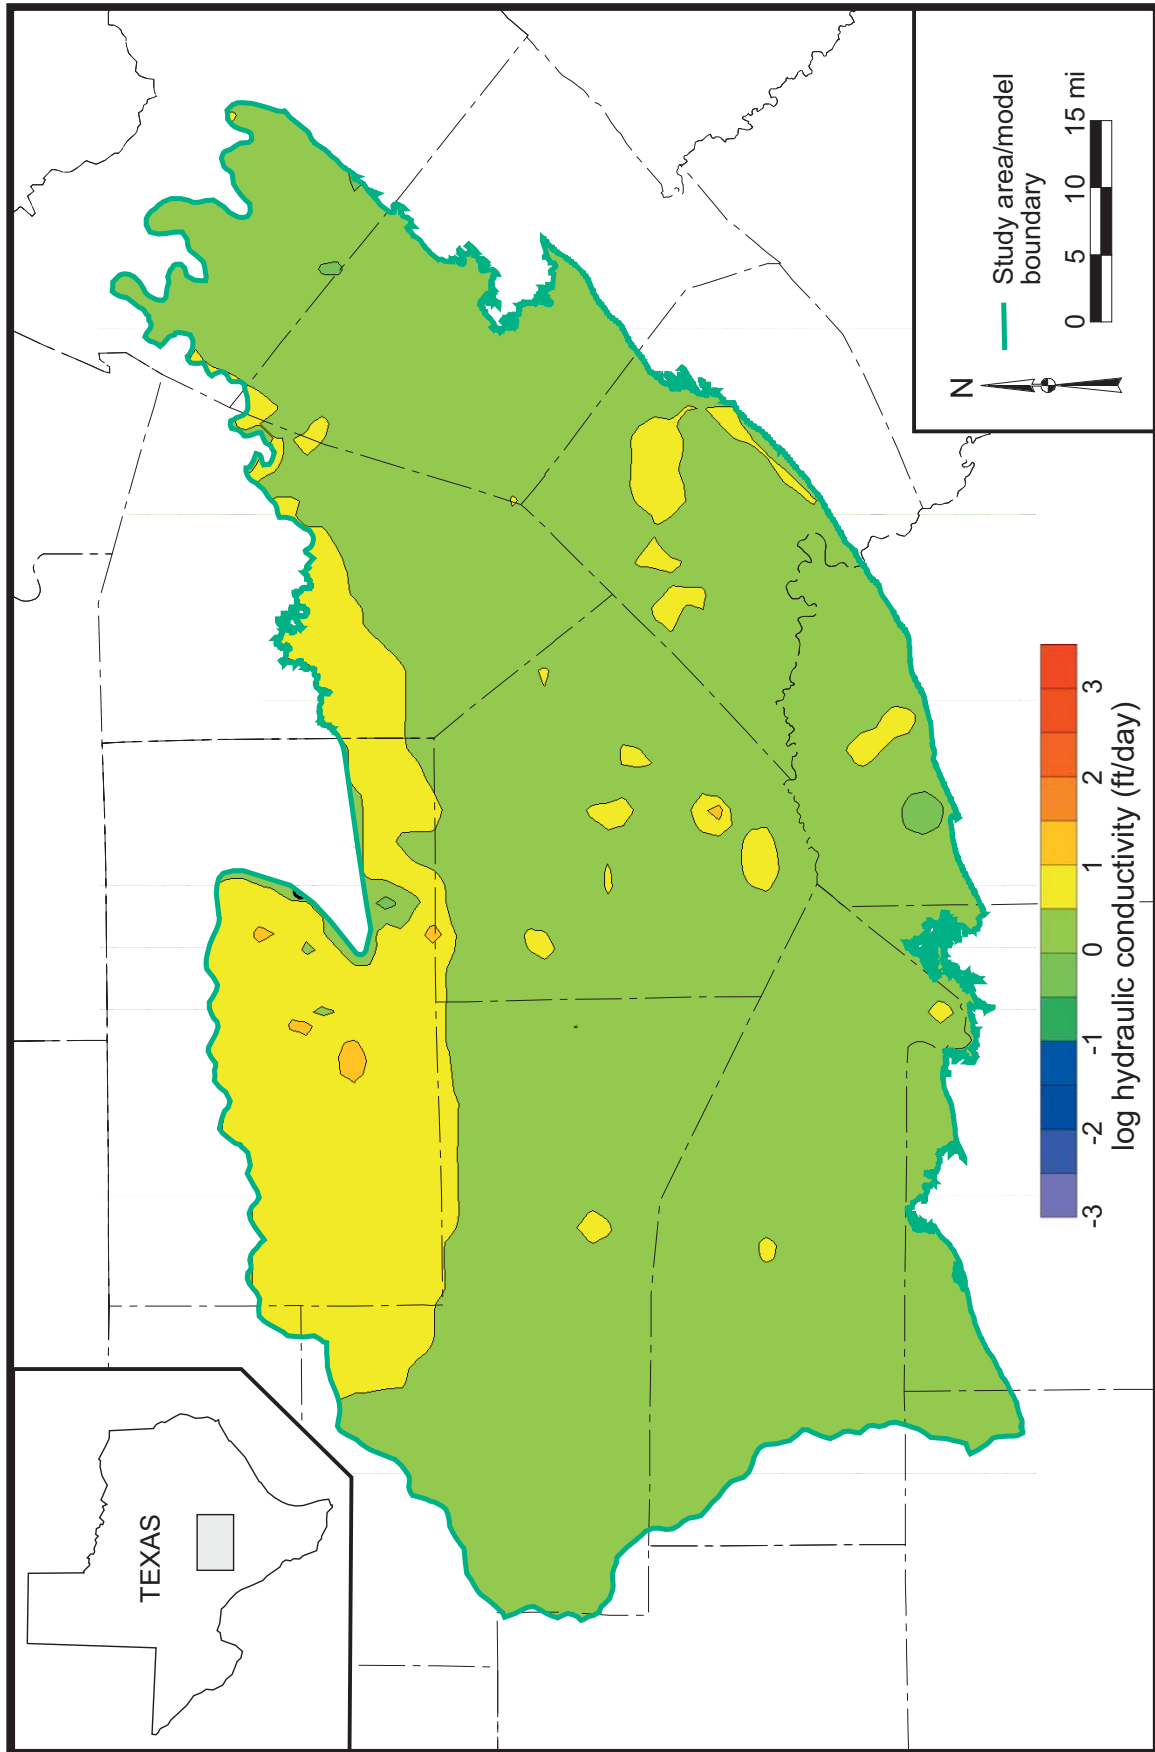 TEXAS
N
Study area/model
boundary
0 5 10 15 mi
-3 -2 -1 0 1 2 3
log hydraulic conductivity (ft/day)